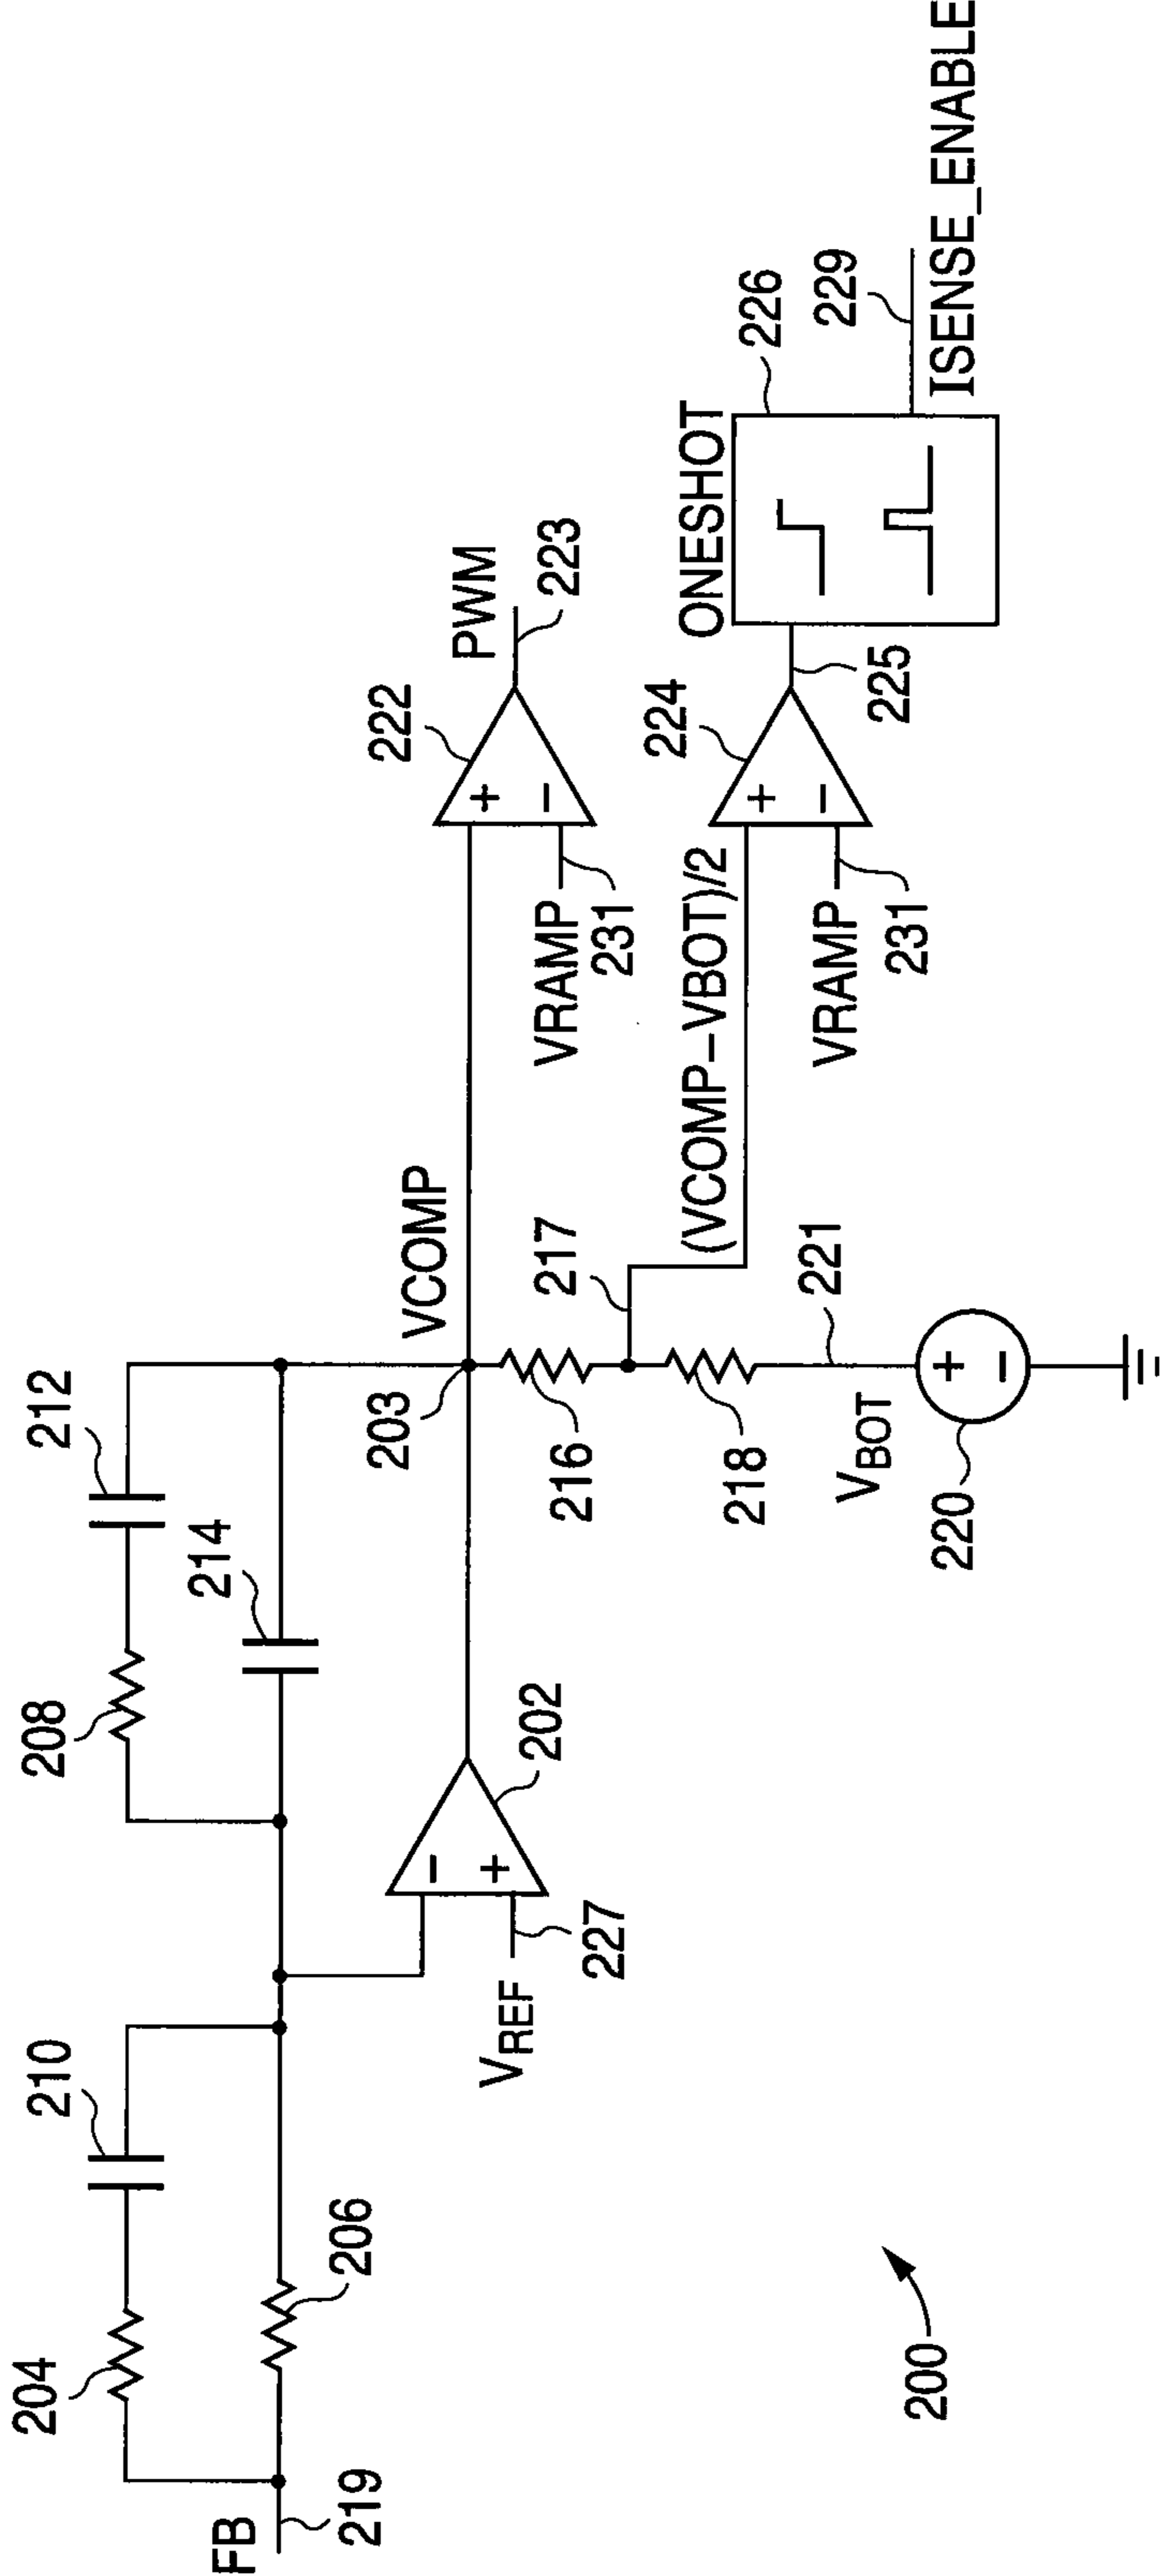 204
210
208
212
206
214
FB
219
VREF
227
202
203
VCOMP
222
PWM
223
VRAMP
231
216
217
218
(VCOMP–VBOT)/2
224
225
VRAMP
231
ONESHOT
226
229
ISENSE_ENABLE
VBOT
221
220
200